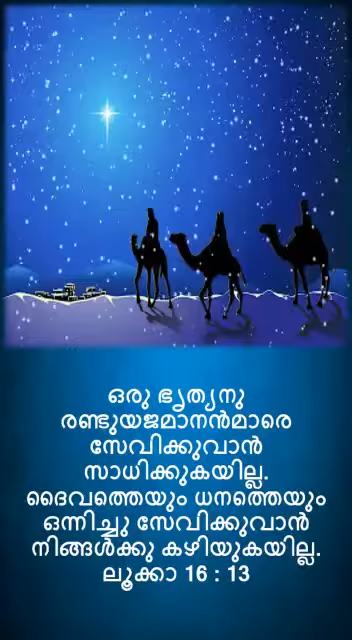 ഒരു ഭൃത്യനു
രണ്ടുയജമാനൻമാരെ
സേവിക്കുവാൻ
സാധിക്കുകയില്ല.
ദൈവത്തെയും ധനത്തെയും
ഒന്നിച്ചു സേവിക്കുവാൻ
നിങ്ങൾക്കു കഴിയുകയില്ല.
ലൂക്കാ 16 : 13